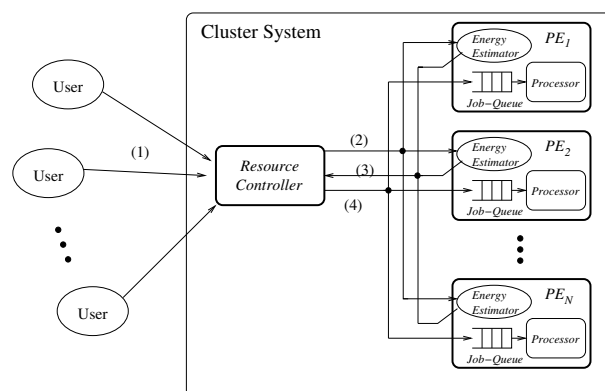 Cluster System
User
User
User
(1)
Resource
Controller
(2)
(3)
(4)
Energy
Estimator
PE1
Job-Queue
Processor
Energy
Estimator
PE2
Job-Queue
Processor
Energy
Estimator
PEN
Job-Queue
Processor